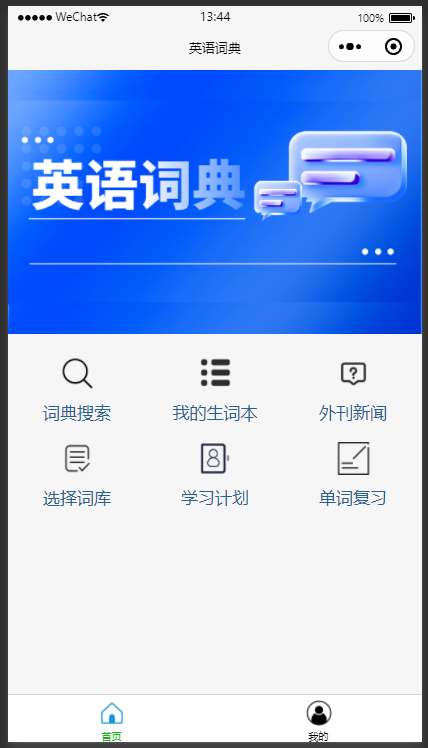 WeChat
13:44
100%
英语词典
英语词典
词典搜索
我的生词本
外刊新闻
选择词库
学习计划
单词复习
首页
我的